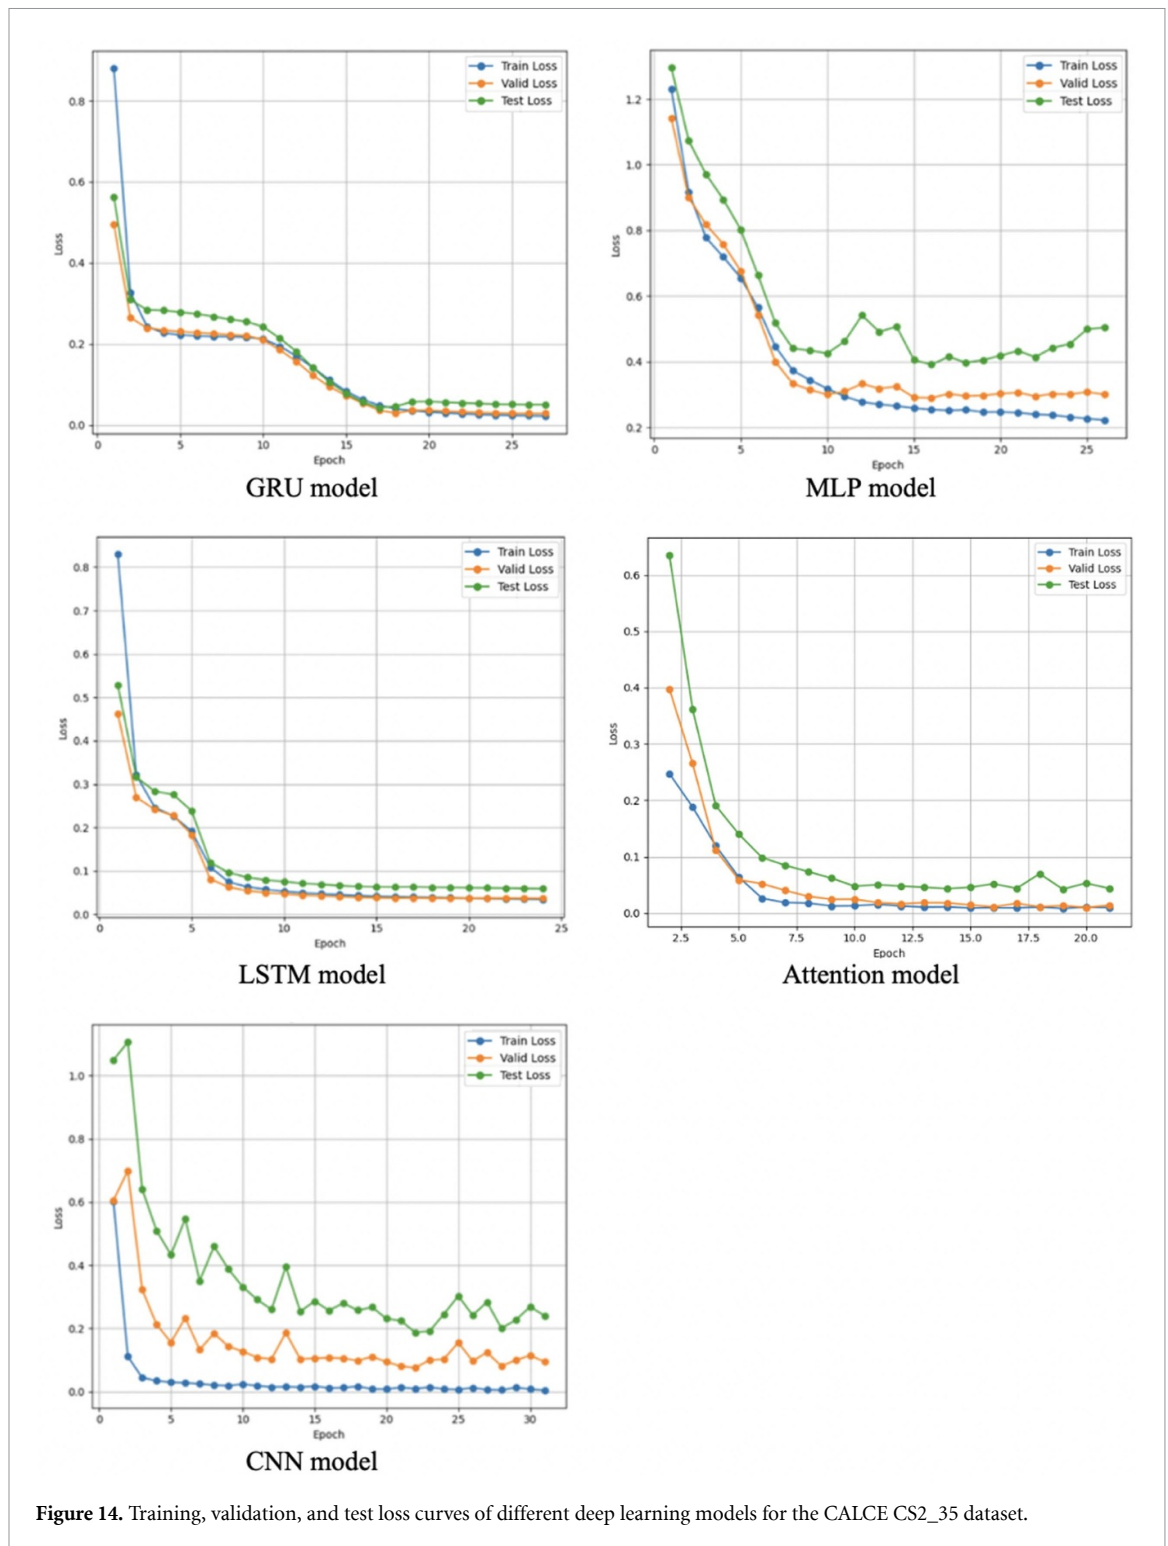 Train Loss
Valid Loss
Test Loss
0.8
0.6
0.4
0.2
0.0
Loss
0
5
10
15
20
25
Epoch
GRU model
Train Loss
Valid Loss
Test Loss
1.2
1.0
0.8
0.6
0.4
0.2
Loss
0
5
10
15
20
25
Epoch
MLP model
Train Loss
Valid Loss
Test Loss
0.8
0.7
0.6
0.5
0.4
0.3
0.2
0.1
0.0
Loss
0
5
10
15
20
25
Epoch
LSTM model
Train Loss
Valid Loss
Test Loss
0.6
0.5
0.4
0.3
0.2
0.1
0.0
Loss
2.5
5.0
7.5
10.0
12.5
15.0
17.5
20.0
Epoch
Attention model
Train Loss
Valid Loss
Test Loss
1.0
0.8
0.6
0.4
0.2
0.0
Loss
0
5
10
15
20
25
30
Epoch
CNN model
Figure 14. Training, validation, and test loss curves of different deep learning models for the CALCE CS2_35 dataset.